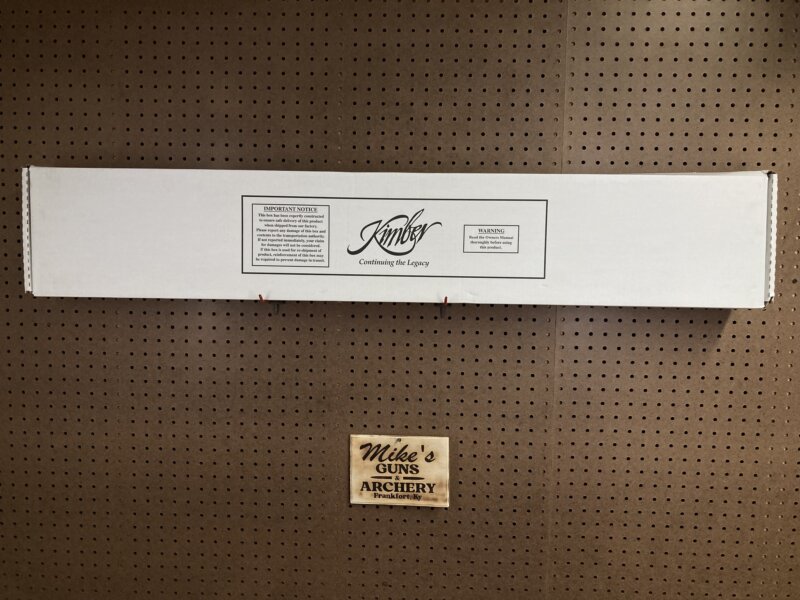 IMPORTANT NOTICE
This box has been expertly constructed
to ensure safe delivery of this product
when shipped from our factory.
Please report any damage of this box and
contents to the transportation authority.
If not reported immediately, your claim
for damages will not be considered.
If this box is used for re-shipment of
product, reinforcement of this box may
be required to prevent damage in transit.
Kimber
Continuing the Legacy
WARNING
Read the Owners Manual
thoroughly before using
this product.
Mike's
GUNS
&
ARCHERY
Frankfort, Ky